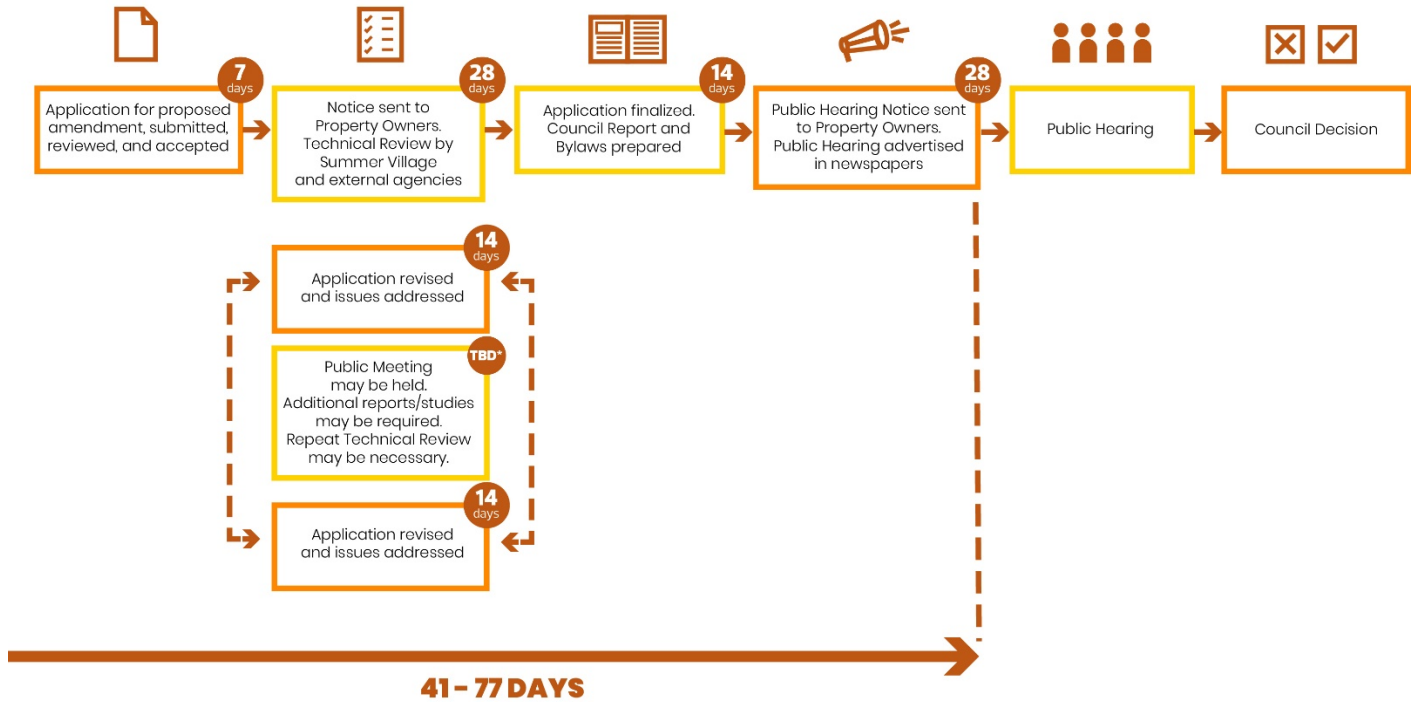 7
days
Application for proposed
amendment, submitted,
reviewed, and accepted
28
days
Notice sent to
Property Owners.
Technical Review by
Summer Village
and external agencies
14
days
Application finalized.
Council Report and
Bylaws prepared
28
days
Public Hearing Notice sent
to Property Owners.
Public Hearing advertised
in newspapers
Public Hearing
Council Decision
14
days
Application revised
and issues addressed
TBD*
Public Meeting
may be held.
Additional reports/studies
may be required.
Repeat Technical Review
may be necessary.
14
days
Application revised
and issues addressed
41 – 77 DAYS